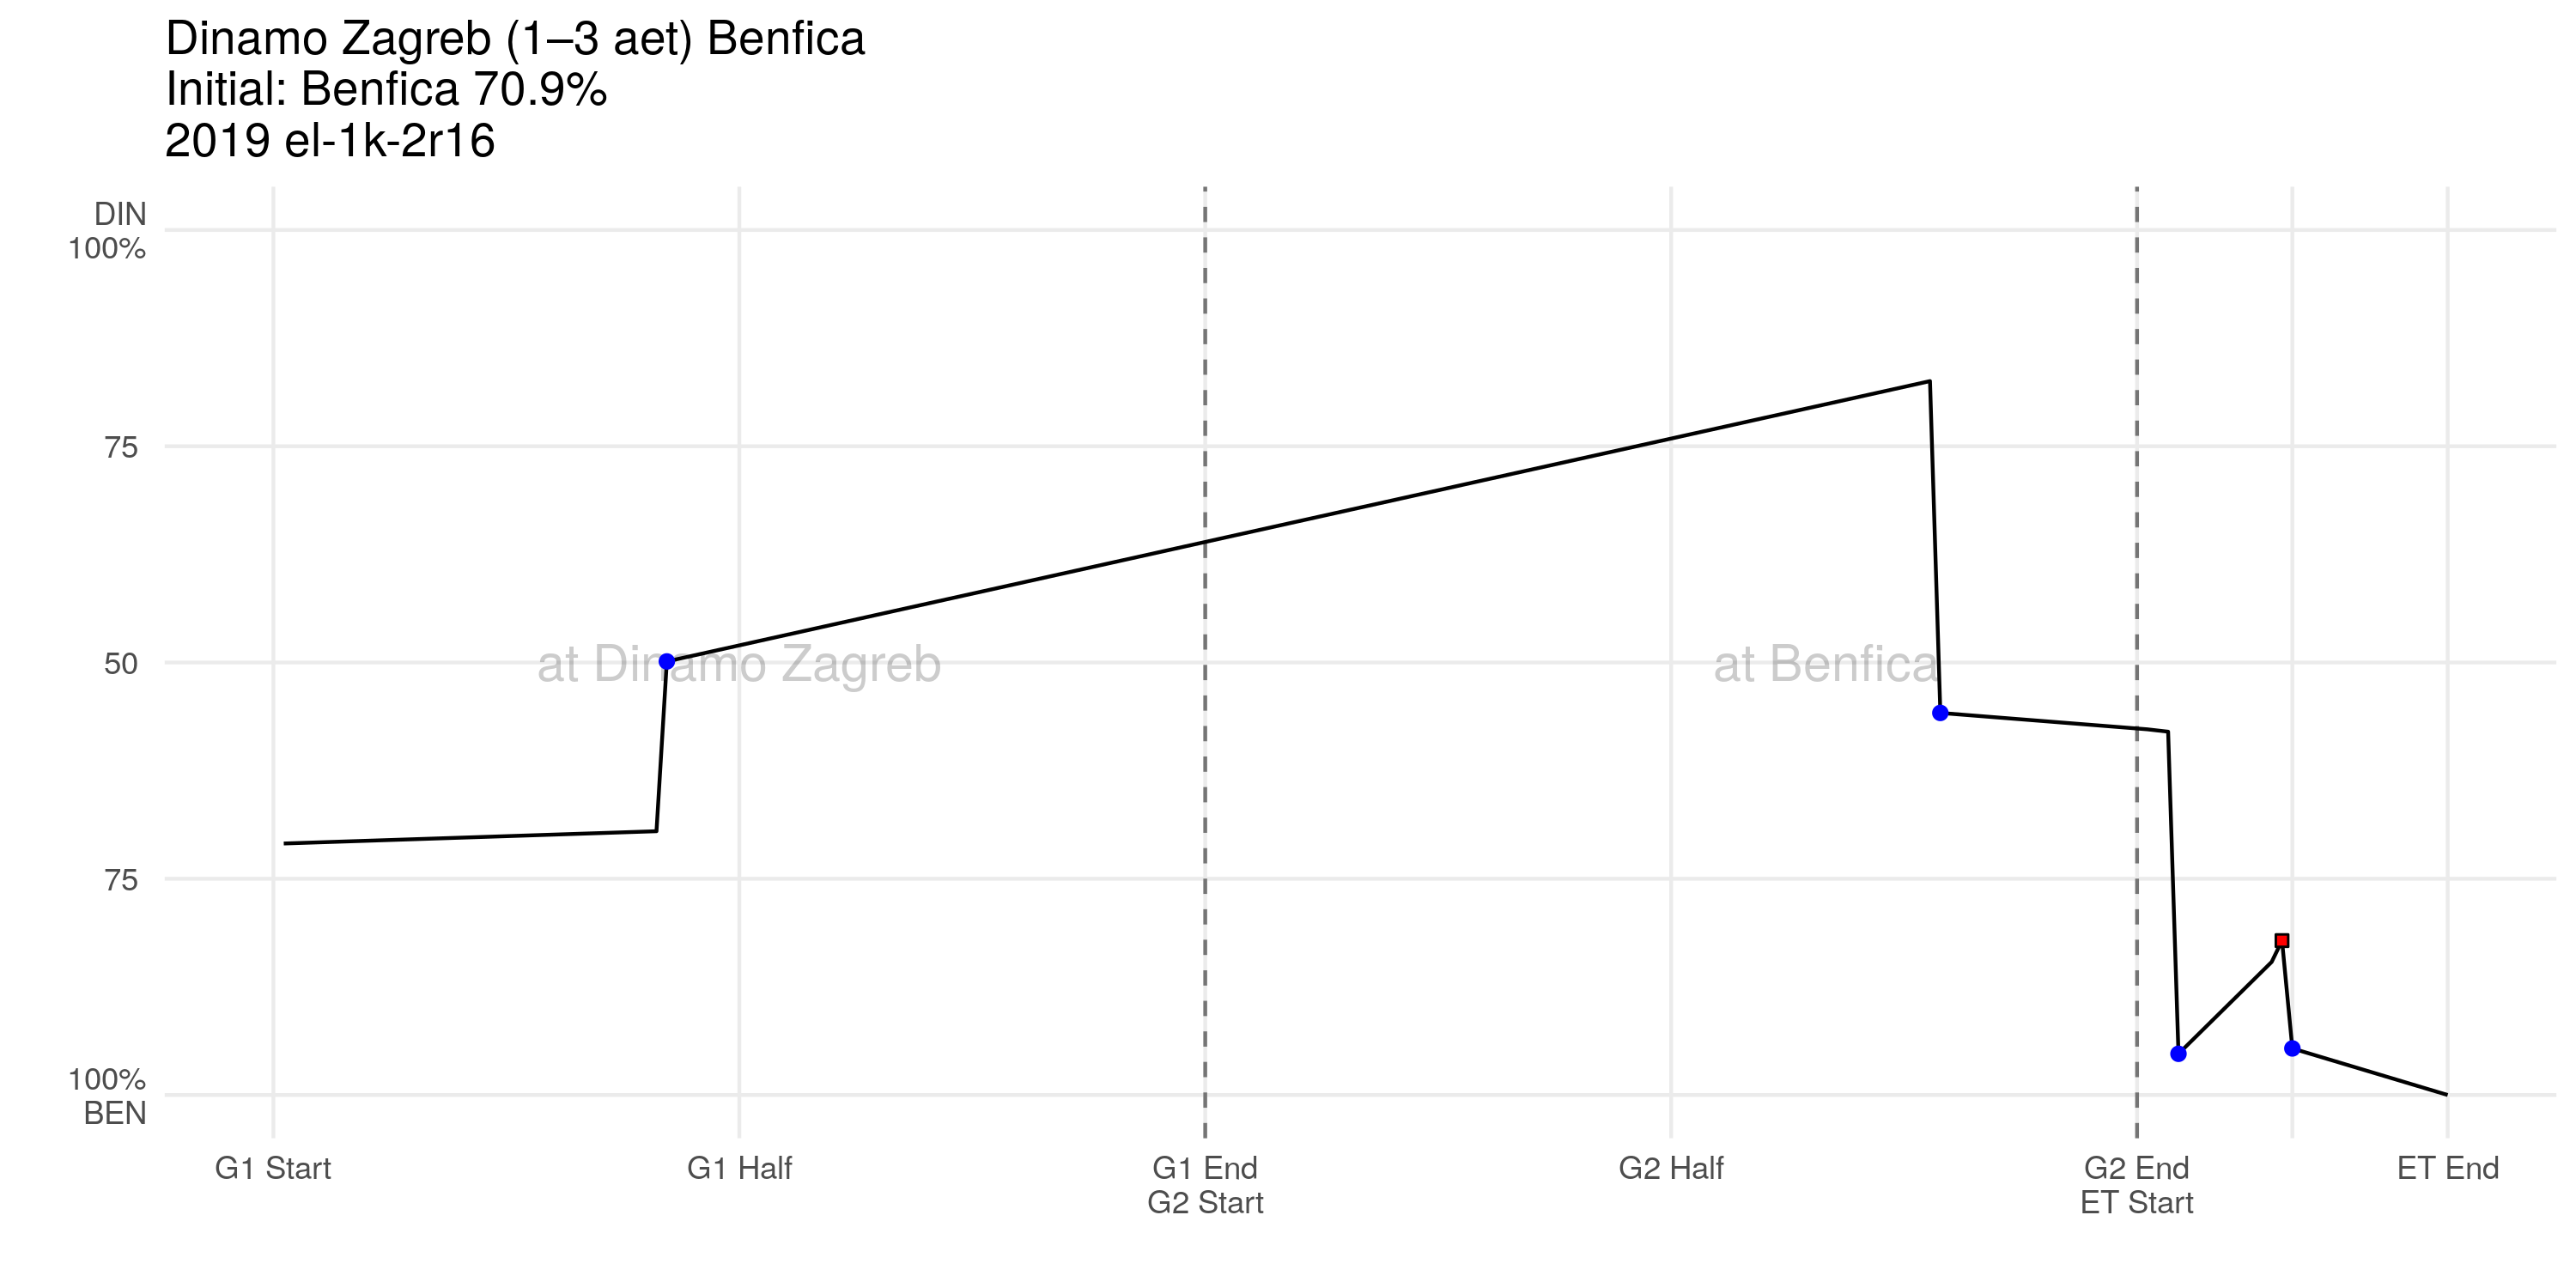 Dinamo Zagreb (1–3 aet) Benfica
Initial: Benfica 70.9%
2019 el-1k-2r16
DIN
100%
75
50
75
100%
BEN
at Dinamo Zagreb
at Benfica
G1 Start
G1 Half
G1 End
G2 Start
G2 Half
G2 End
ET Start
ET End